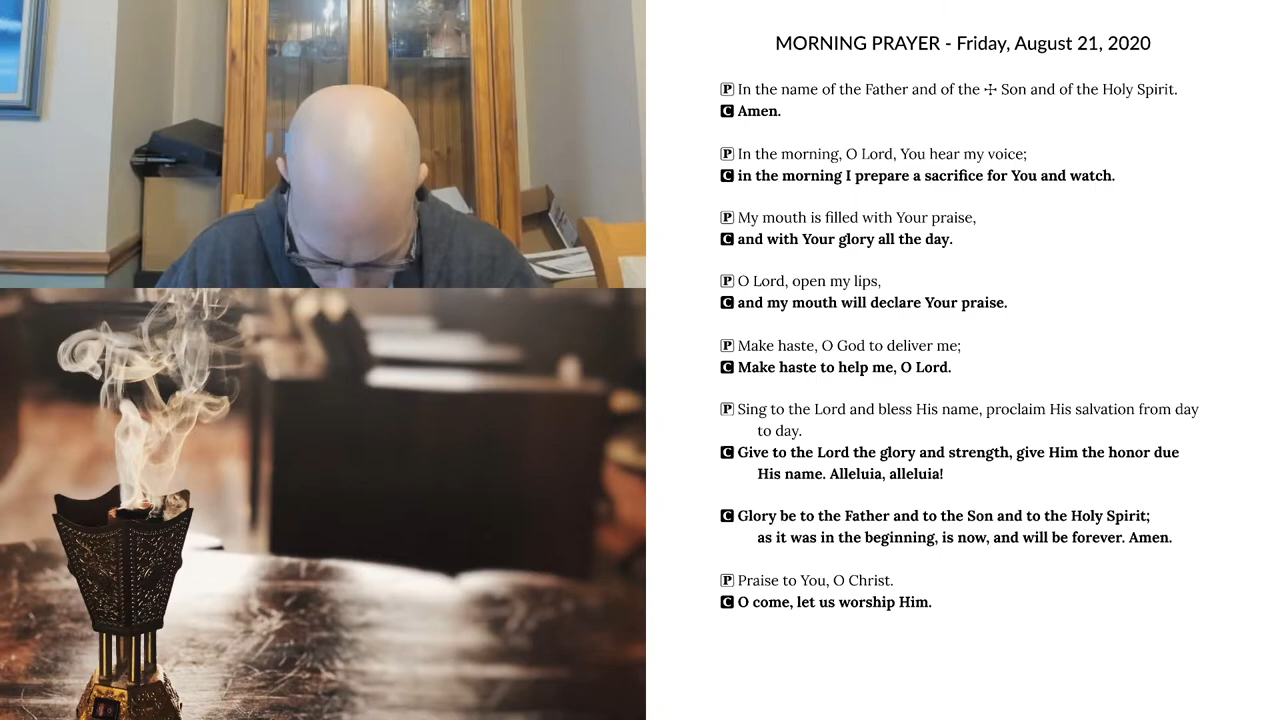 MORNING PRAYER - Friday, August 21, 2020
P In the name of the Father and of the ☩ Son and of the Holy Spirit.
C Amen.
P In the morning, O Lord, You hear my voice;
C in the morning I prepare a sacrifice for You and watch.
P My mouth is filled with Your praise,
C and with Your glory all the day.
P O Lord, open my lips,
C and my mouth will declare Your praise.
P Make haste, O God to deliver me;
C Make haste to help me, O Lord.
P Sing to the Lord and bless His name, proclaim His salvation from day
to day.
C Give to the Lord the glory and strength, give Him the honor due
His name. Alleluia, alleluia!
C Glory be to the Father and to the Son and to the Holy Spirit;
as it was in the beginning, is now, and will be forever. Amen.
P Praise to You, O Christ.
C O come, let us worship Him.